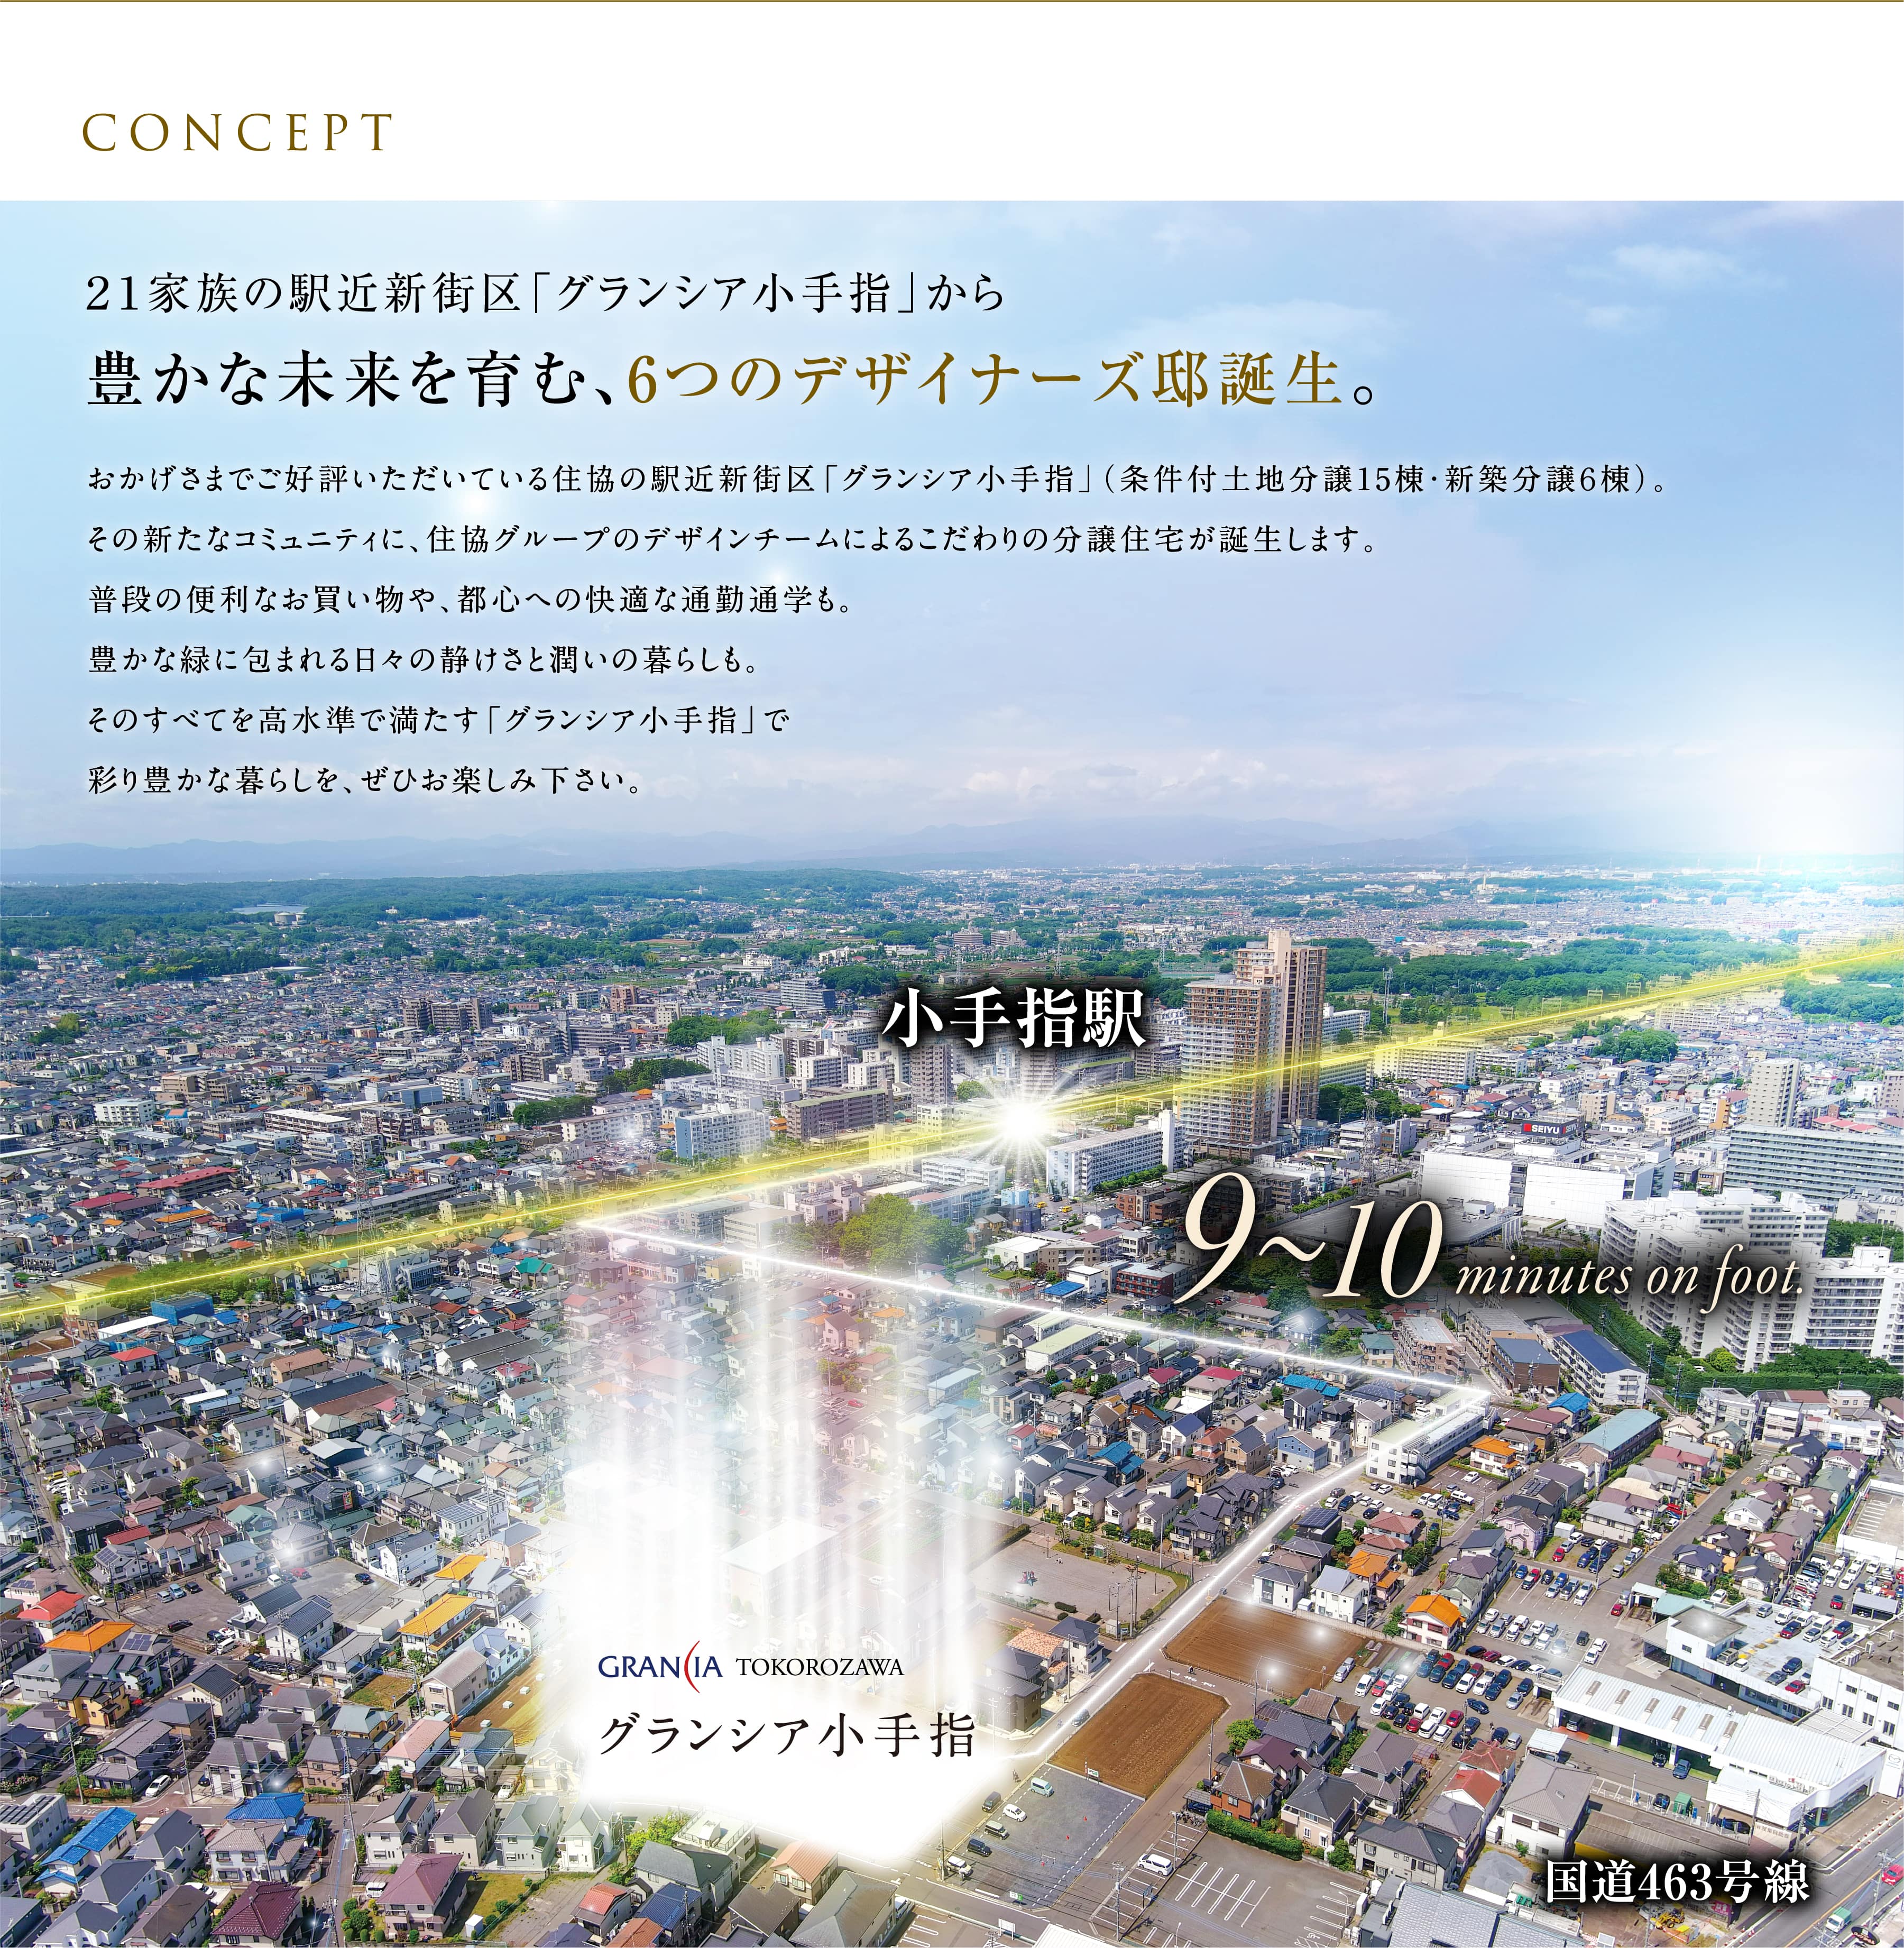 CONCEPT
21家族の駅近新街区「グランシア小手指」から
豊かな未来を育む、6つのデザイナーズ邸誕生。
おかげさまでご好評いただいている住協の駅近新街区「グランシア小手指」（条件付土地分譲15棟・新築分譲6棟）。
その新たなコミュニティに、住協グループのデザインチームによるこだわりの分譲住宅が誕生します。
普段の便利なお買い物や、都心への快適な通勤通学も。
豊かな緑に包まれる日々の静けさと潤いの暮らしも。
そのすべてを高水準で満たす「グランシア小手指」で
彩り豊かな暮らしを、ぜひお楽しみ下さい。
小手指駅
SEIYU
9~10 minutes on foot.
GRANCIA TOKOROZAWA
グランシア小手指
国道463号線